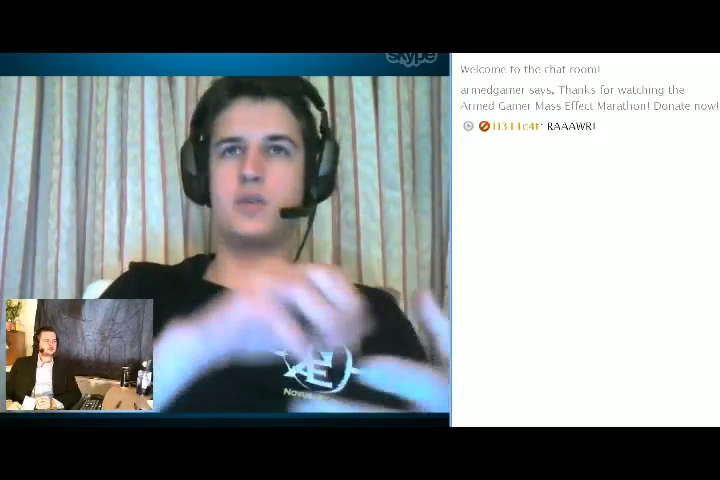 skype
Welcome to the chat room!
armedgamer says, Thanks for watching the
Armed Gamer Mass Effect Marathon! Donate now!
RAAAWR!